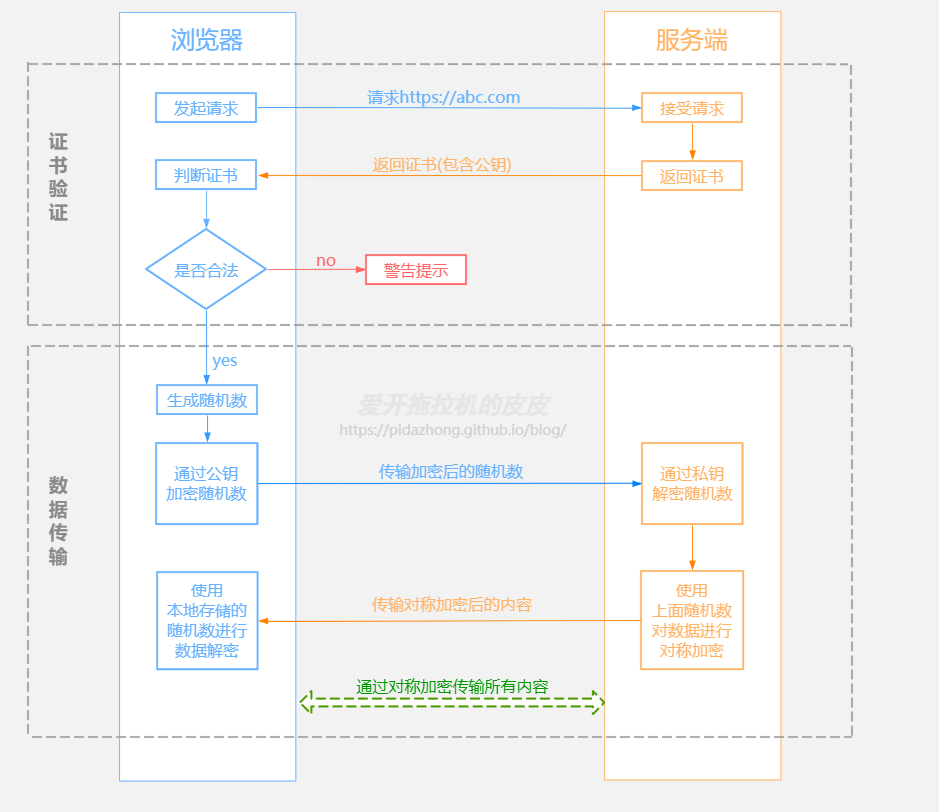 浏览器
服务端
证
书
验
证
发起请求
请求https://abc.com
接受请求
判断证书
返回证书(包含公钥)
返回证书
是否合法
no
警告提示
yes
数
据
传
输
生成随机数
爱开拖拉机的皮皮
https://pidazhong.github.io/blog/
通过公钥
加密随机数
传输加密后的随机数
通过私钥
解密随机数
使用
本地存储的
随机数进行
数据解密
传输对称加密后的内容
使用
上面随机数
对数据进行
对称加密
通过对称加密传输所有内容